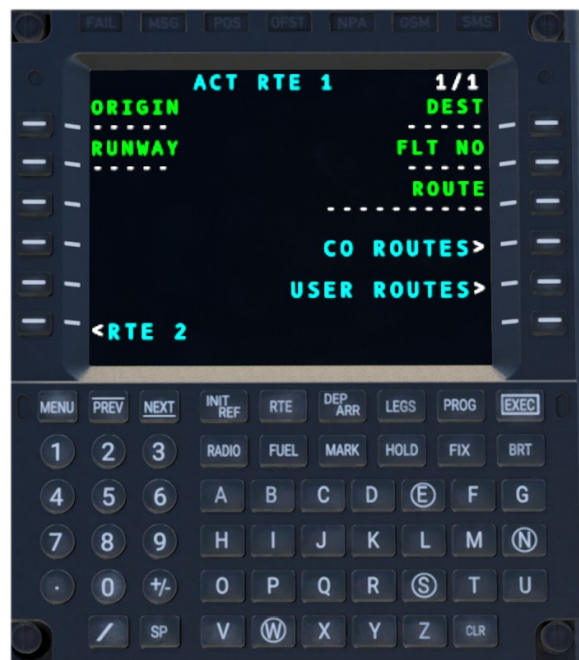 FAIL MSG POS OFST NPA GSM SMS
ACT RTE 1 1/1
ORIGIN DEST
----- -----
RUNWAY FLT NO
----- -----
ROUTE
----------
CO ROUTES>
USER ROUTES>
<RTE 2
MENU PREV NEXT INIT REF RTE DEP ARR LEGS PROG EXEC
1 2 3 RADIO FUEL MARK HOLD FIX BRT
4 5 6 A B C D E F G
7 8 9 H I J K L M N
. 0 +/- O P Q R S T U
/ SP V W X Y Z CLR